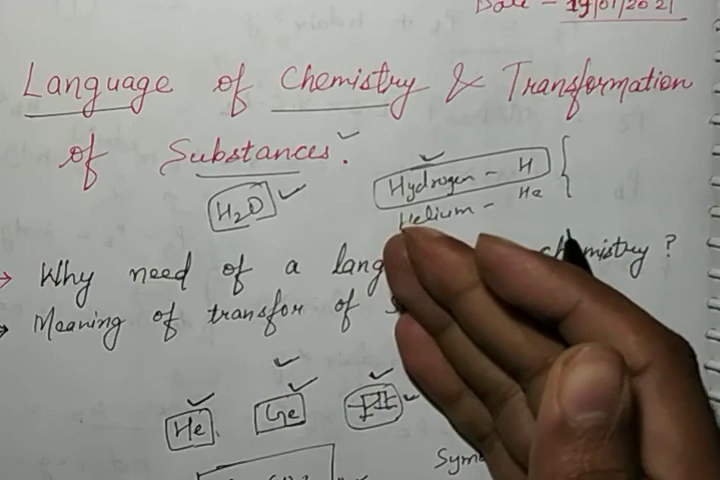 Date - 19/01/2021
Language of Chemistry & Transformation
of Substances.
H₂O
Hydrogen - H
Helium - He
Why need of a lang chemistry?
Meaning of transfor of s
He Ge
Sym